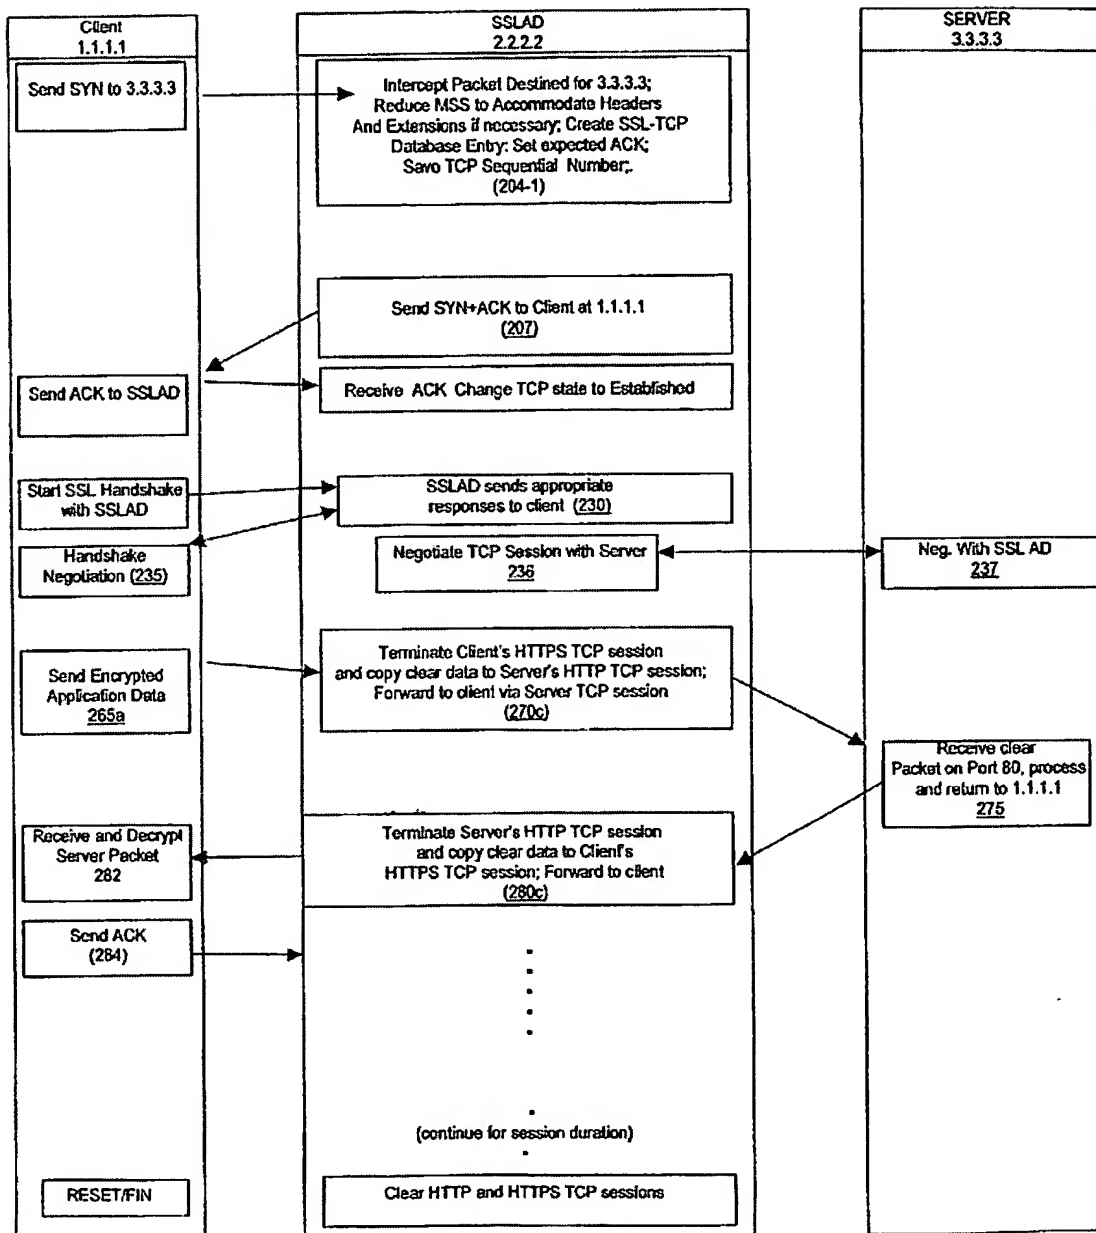 Client
1.1.1.1
SSLAD
2.2.2.2
SERVER
3.3.3.3
Send SYN to 3.3.3.3
Intercept Packet Destined for 3.3.3.3;
Reduce MSS to Accommodate Headers
And Extensions if necessary; Create SSL-TCP
Database Entry: Set expected ACK;
Savo TCP Sequential Number;.
(204-1)
Send SYN+ACK to Client at 1.1.1.1
(207)
Send ACK to SSLAD
Receive ACK Change TCP state to Established
Start SSL Handshake
with SSLAD
SSLAD sends appropriate
responses to client (230)
Handshake
Negotiation (235)
Negotiate TCP Session with Server
236
Neg. With SSL AD
237
Send Encrypted
Application Data
265a
Terminate Client's HTTPS TCP session
and copy clear data to Server's HTTP TCP session;
Forward to client via Server TCP session
(270c)
Receive clear
Packet on Port 80, process
and return to 1.1.1.1
275
Receive and Decrypt
Server Packet
282
Terminate Server's HTTP TCP session
and copy clear data to Client's
HTTPS TCP session; Forward to client
(280c)
Send ACK
(284)
(continue for session duration)
RESET/FIN
Clear HTTP and HTTPS TCP sessions